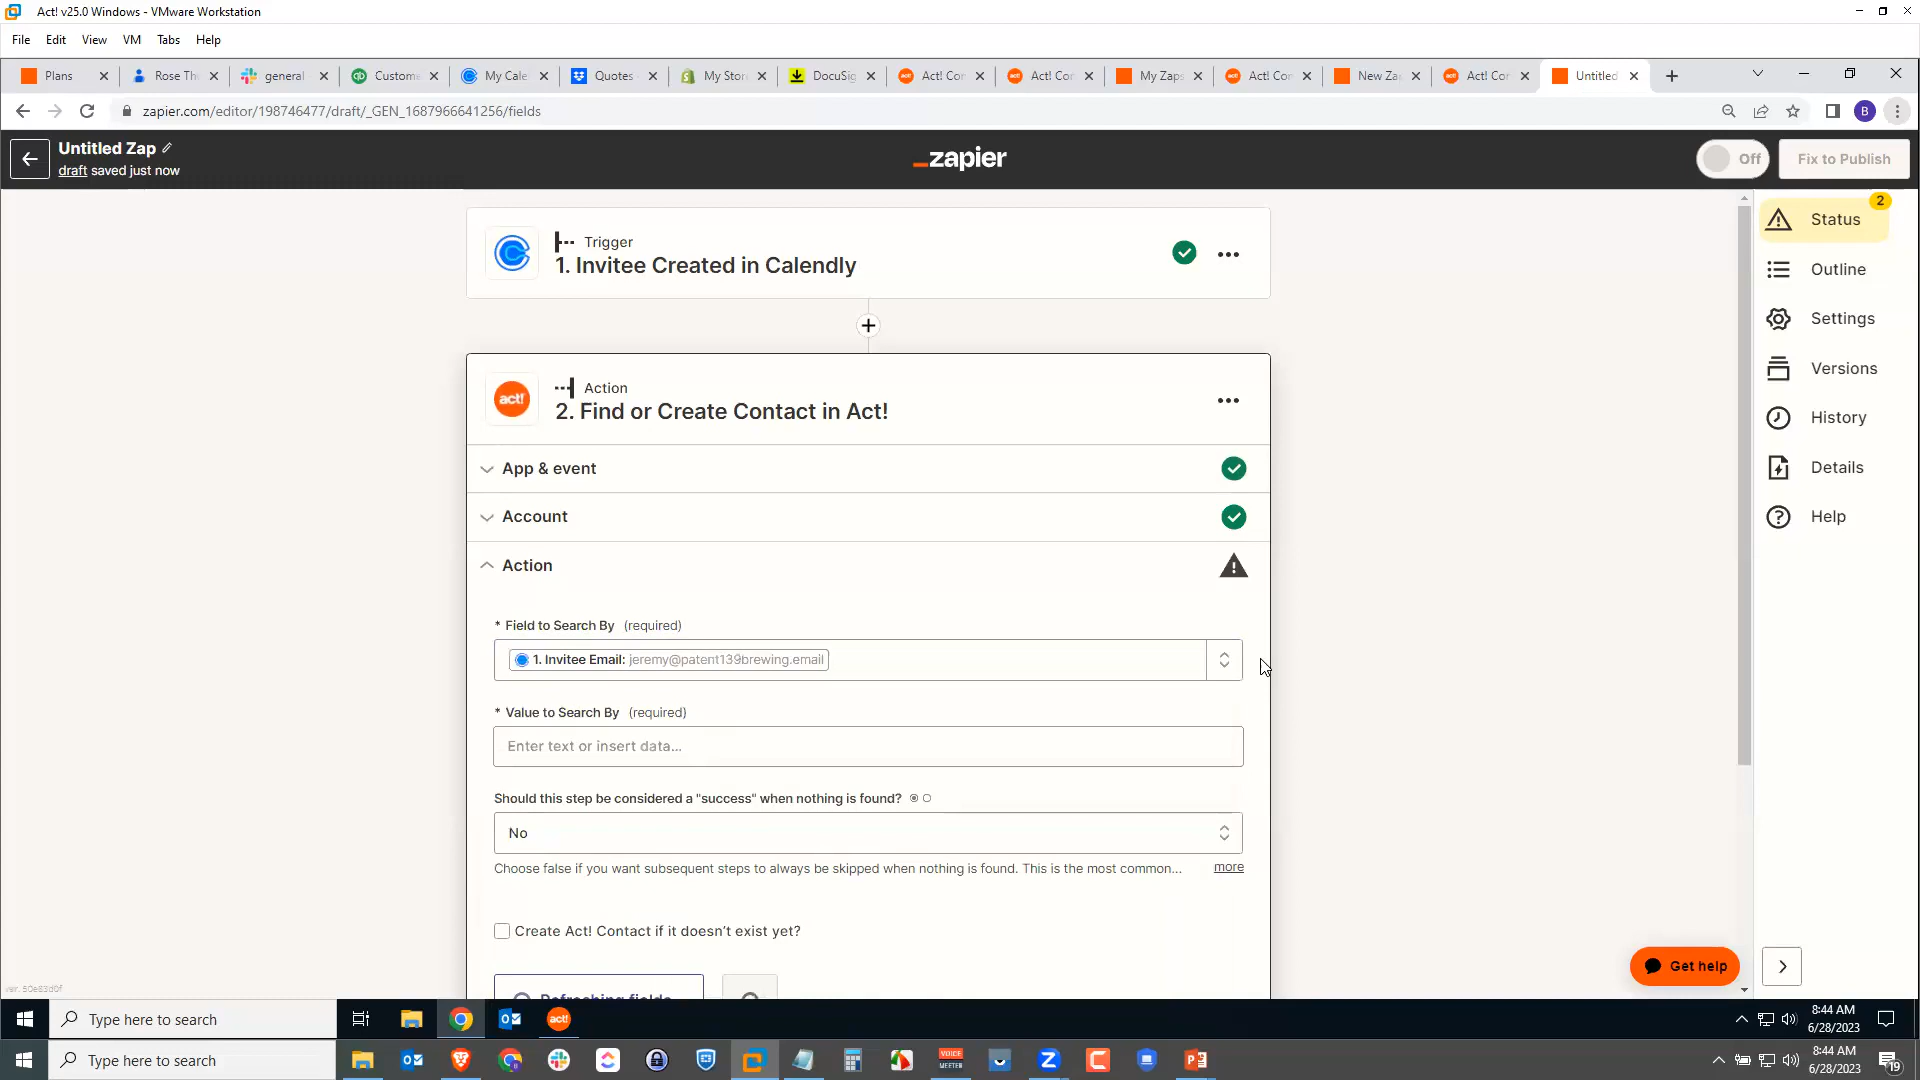 Act! v25.0 Windows - VMware Workstation
File Edit View VM Tabs Help
Plans Rose Th general Custome My Cale Quotes My Stor DocuSig Act! Cor Act! Cor My Zaps Act! Cor New Za Act! Cor Untitled
zapier.com/editor/198746477/draft/_GEN_1687966641256/fields
B
Untitled Zap
draft saved just now
zapier
Off
Fix to Publish
Trigger
1. Invitee Created in Calendly
2
Status
Outline
Settings
Versions
History
Details
Help
act!
Action
2. Find or Create Contact in Act!
App & event
Account
Action
* Field to Search By (required)
1. Invitee Email: jeremy@patent139brewing.email
* Value to Search By (required)
Enter text or insert data...
Should this step be considered a "success" when nothing is found?
No
Choose false if you want subsequent steps to always be skipped when nothing is found. This is the most common... more
Create Act! Contact if it doesn't exist yet?
Refreshing fields
Get help
ver. 50e83d0f
Type here to search
act!
8:44 AM
6/28/2023
Type here to search
VOICE
MEETER
8:44 AM
6/28/2023
19